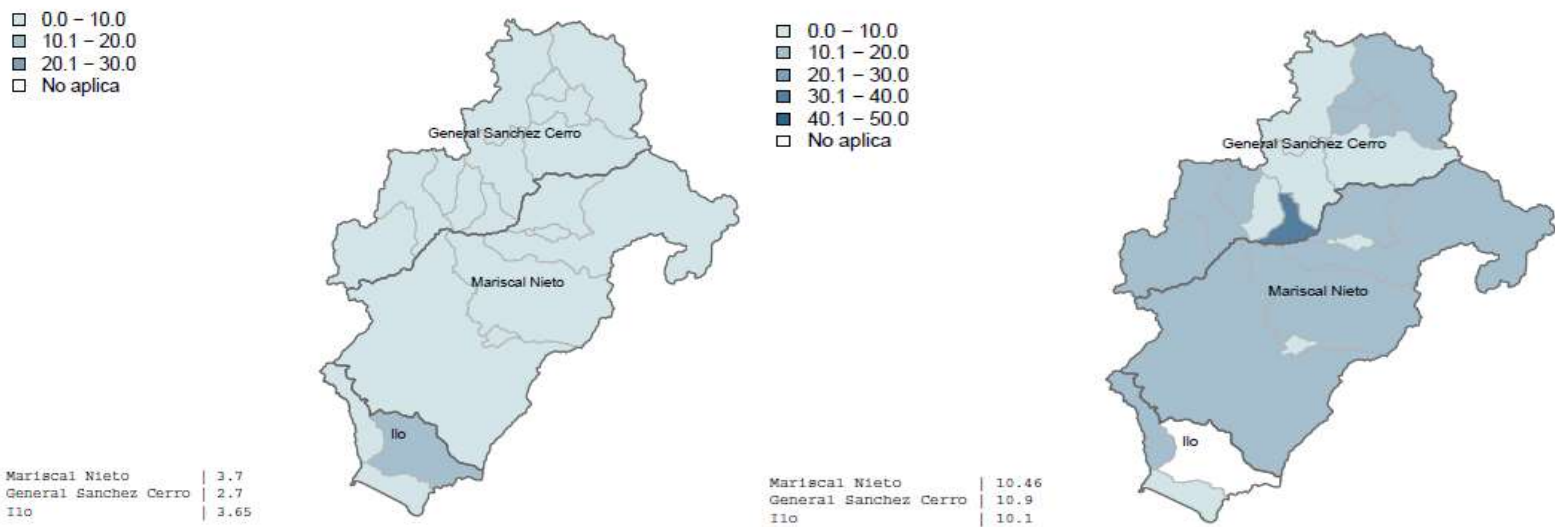 0.0 – 10.0
10.1 – 20.0
20.1 – 30.0
No aplica
General Sanchez Cerro
Mariscal Nieto
Ilo
Mariscal Nieto | 3.7
General Sanchez Cerro | 2.7
Ilo | 3.65
0.0 – 10.0
10.1 – 20.0
20.1 – 30.0
30.1 – 40.0
40.1 – 50.0
No aplica
General Sanchez Cerro
Mariscal Nieto
Ilo
Mariscal Nieto | 10.46
General Sanchez Cerro | 10.9
Ilo | 10.1